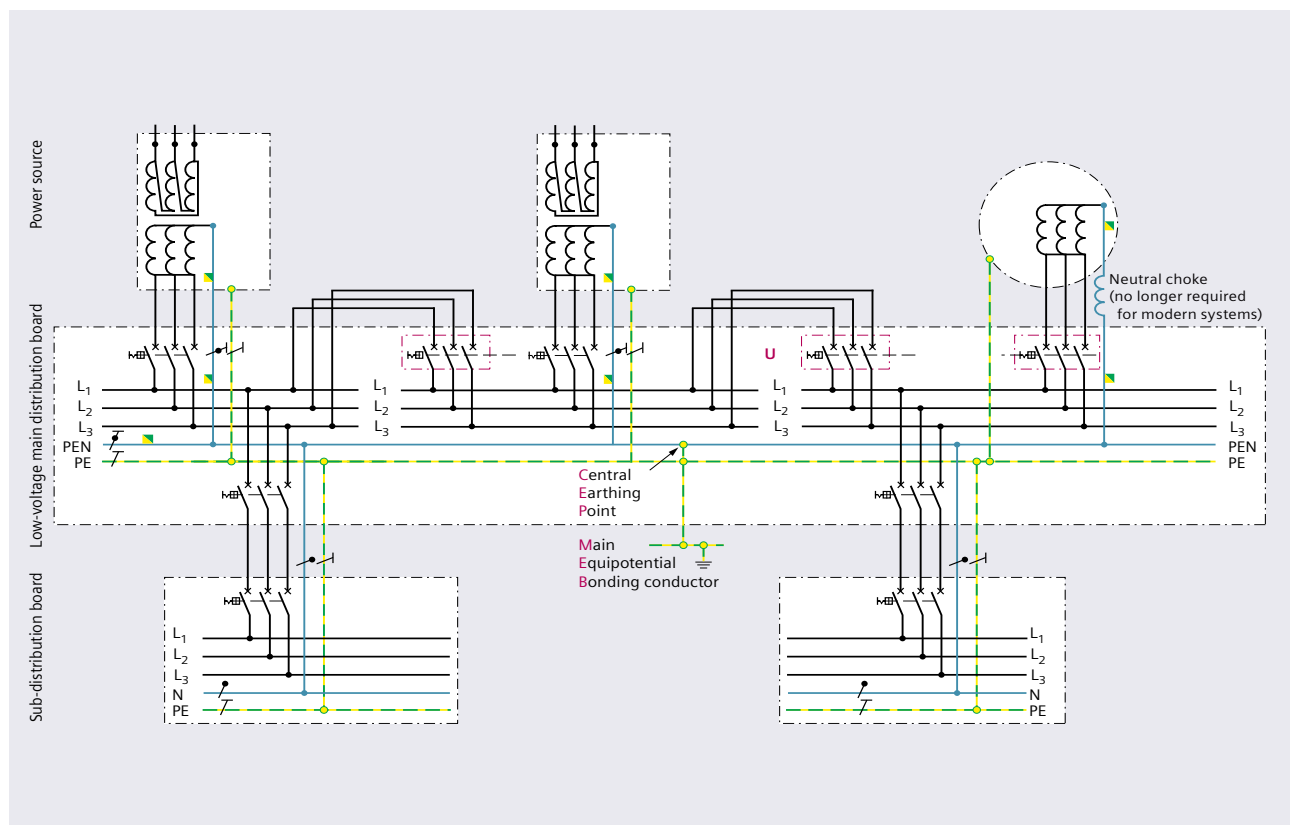 Power source
Neutral choke
(no longer required
for modern systems)
Low-voltage main distribution board
U
L1 L1 L1 L1
L2 L2 L2 L2
L3 L3 L3 L3
PEN PEN
PE PE
Central
Earthing
Point
Main
Equipotential
Bonding conductor
Sub-distribution board
L1 L1
L2 L2
L3 L3
N N
PE PE